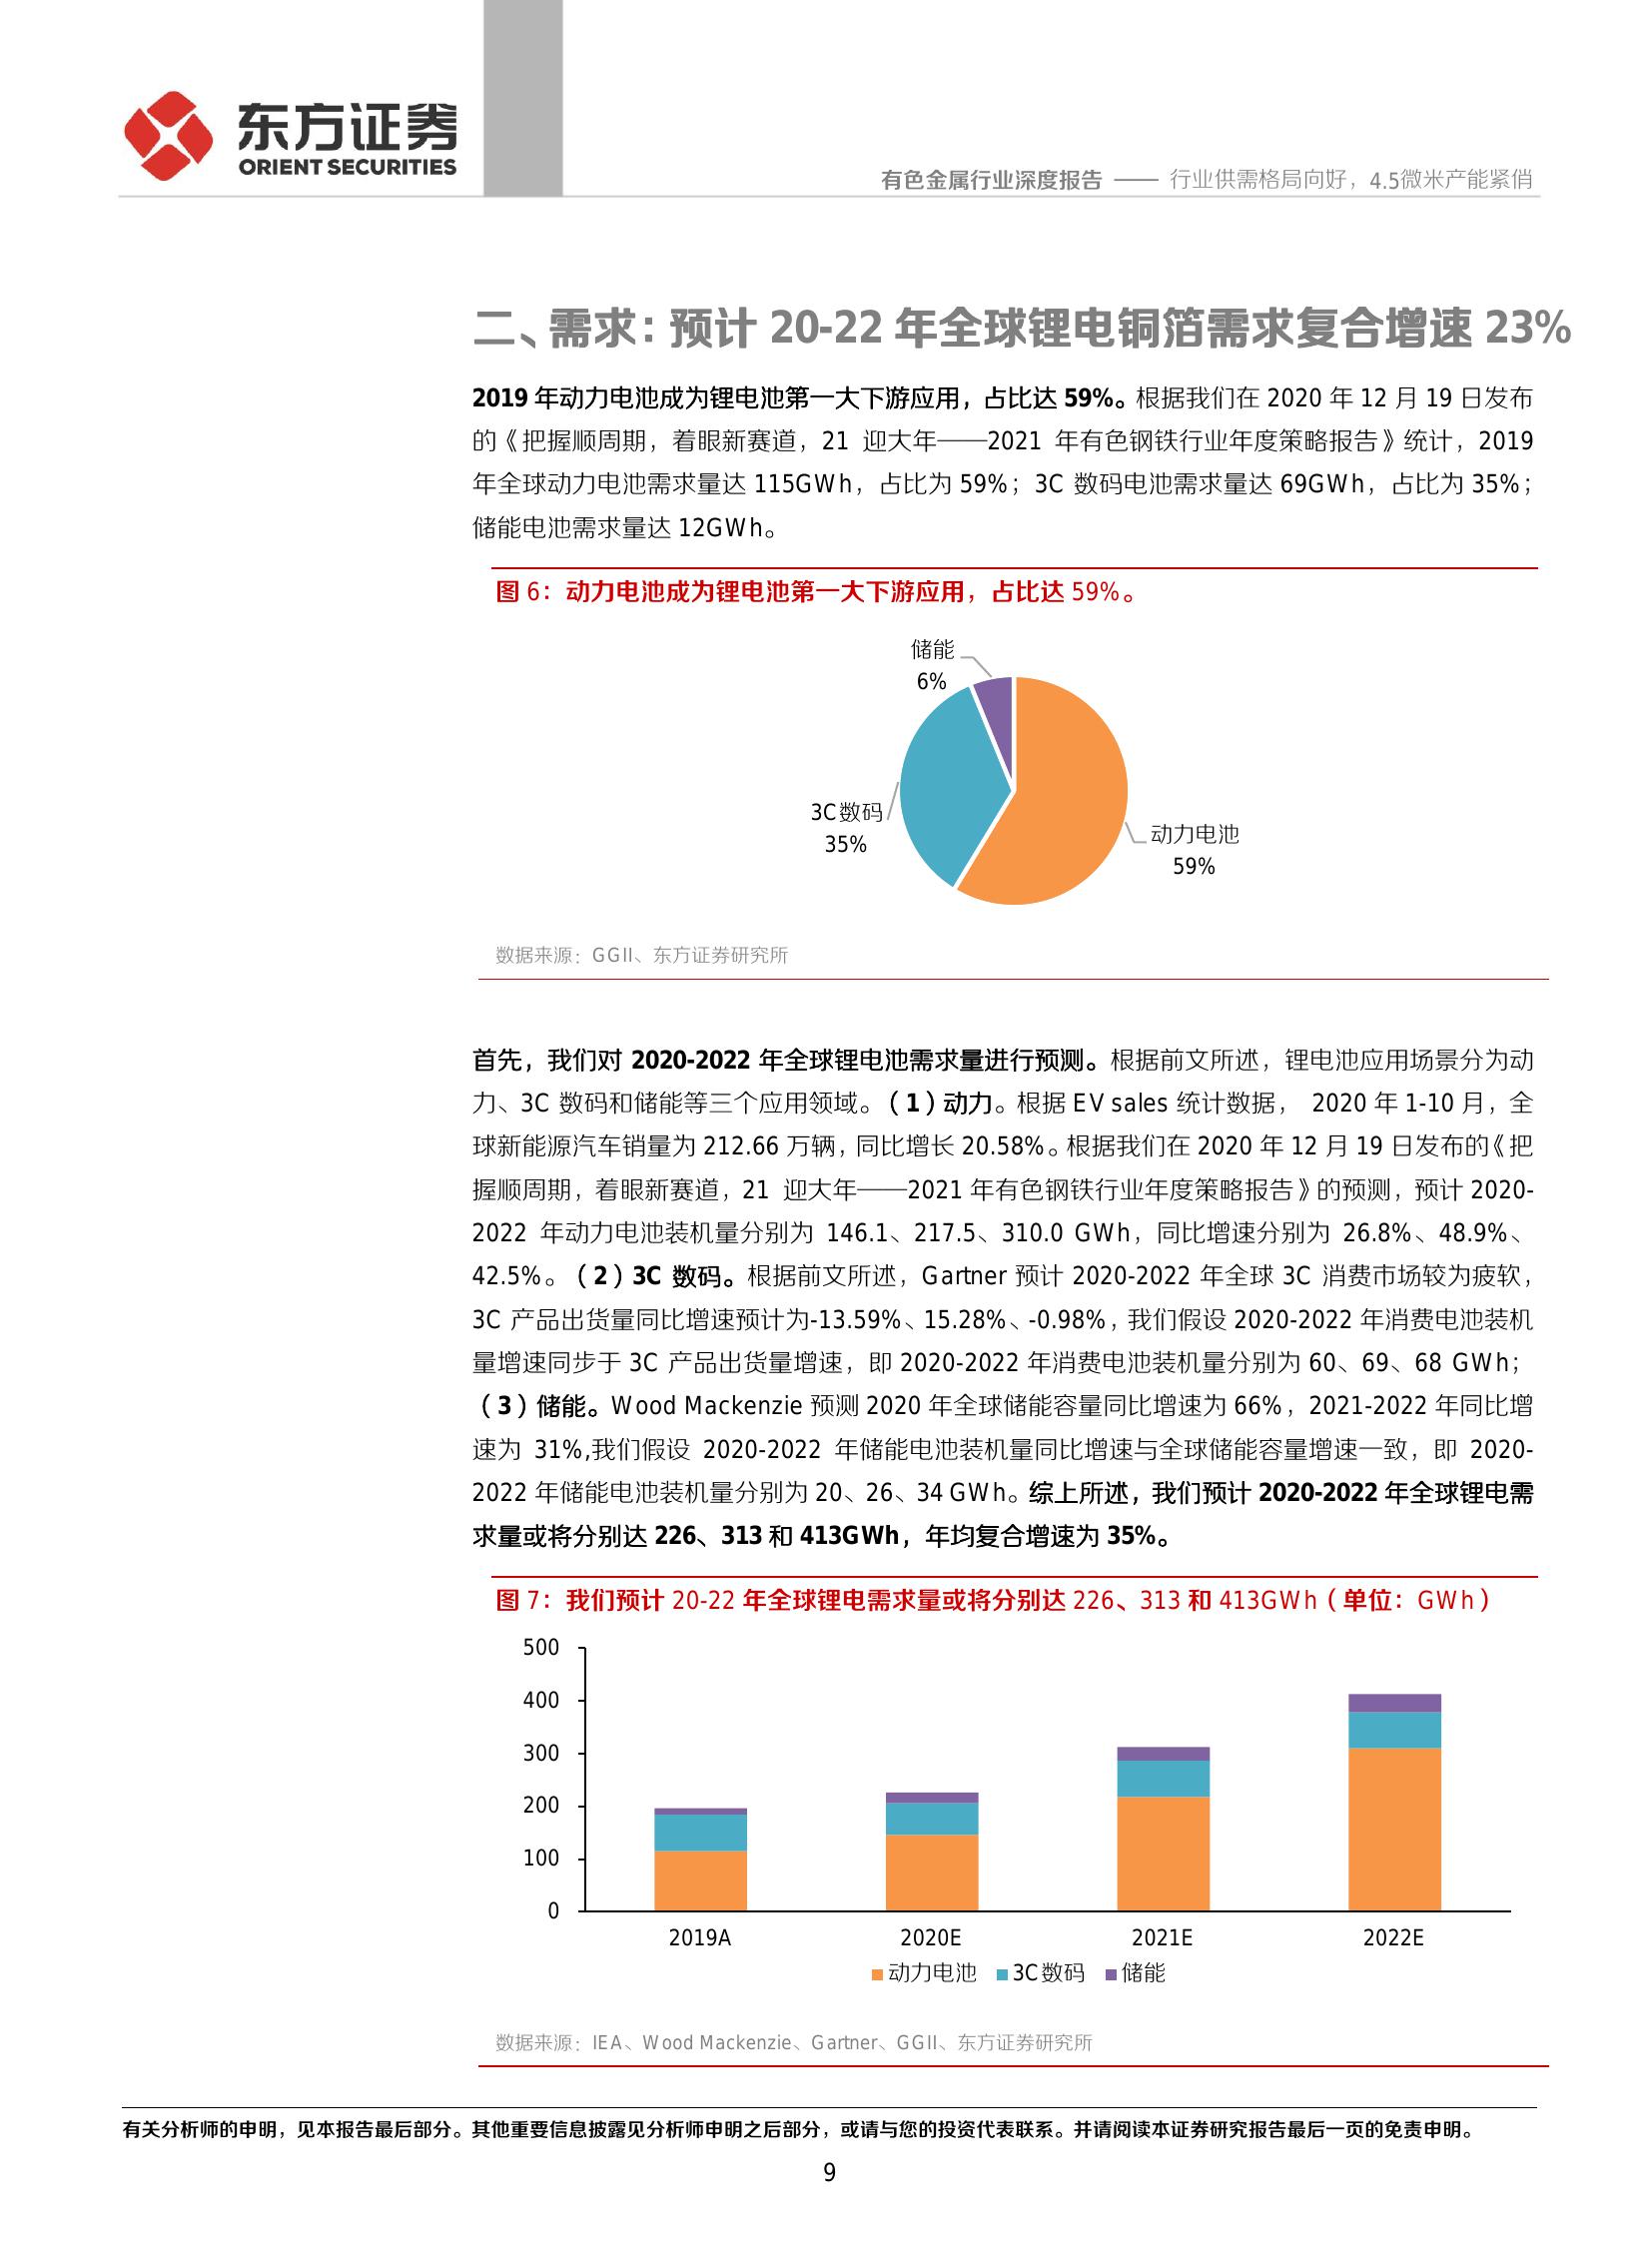 东方证券
ORIENT SECURITIES
有色金属行业深度报告 —— 行业供需格局向好，4.5微米产能紧俏
二、需求：预计 20-22 年全球锂电铜箔需求复合增速 23%
2019 年动力电池成为锂电池第一大下游应用，占比达 59%。根据我们在 2020 年 12 月 19 日发布
的《把握顺周期，着眼新赛道，21 迎大年——2021 年有色钢铁行业年度策略报告》统计，2019
年全球动力电池需求量达 115GWh，占比为 59%；3C 数码电池需求量达 69GWh，占比为 35%；
储能电池需求量达 12GWh。
图 6：动力电池成为锂电池第一大下游应用，占比达 59%。
储能
6%
3C数码
35%
动力电池
59%
数据来源：GGII、东方证券研究所
首先，我们对 2020-2022 年全球锂电池需求量进行预测。根据前文所述，锂电池应用场景分为动
力、3C 数码和储能等三个应用领域。（1）动力。根据 EV sales 统计数据， 2020 年 1-10 月，全
球新能源汽车销量为 212.66 万辆，同比增长 20.58%。根据我们在 2020 年 12 月 19 日发布的《把
握顺周期，着眼新赛道，21 迎大年——2021 年有色钢铁行业年度策略报告》的预测，预计 2020-
2022 年动力电池装机量分别为 146.1、217.5、310.0 GWh，同比增速分别为 26.8%、48.9%、
42.5%。（2）3C 数码。根据前文所述，Gartner 预计 2020-2022 年全球 3C 消费市场较为疲软，
3C 产品出货量同比增速预计为-13.59%、15.28%、-0.98%，我们假设 2020-2022 年消费电池装机
量增速同步于 3C 产品出货量增速，即 2020-2022 年消费电池装机量分别为 60、69、68 GWh；
（3）储能。Wood Mackenzie 预测 2020 年全球储能容量同比增速为 66%，2021-2022 年同比增
速为 31%,我们假设 2020-2022 年储能电池装机量同比增速与全球储能容量增速一致，即 2020-
2022 年储能电池装机量分别为 20、26、34 GWh。综上所述，我们预计 2020-2022 年全球锂电需
求量或将分别达 226、313 和 413GWh，年均复合增速为 35%。
图 7：我们预计 20-22 年全球锂电需求量或将分别达 226、313 和 413GWh（单位：GWh）
500
400
300
200
100
0
2019A 2020E 2021E 2022E
动力电池 3C数码 储能
数据来源：IEA、Wood Mackenzie、Gartner、GGII、东方证券研究所
有关分析师的申明，见本报告最后部分。其他重要信息披露见分析师申明之后部分，或请与您的投资代表联系。并请阅读本证券研究报告最后一页的免责申明。
9